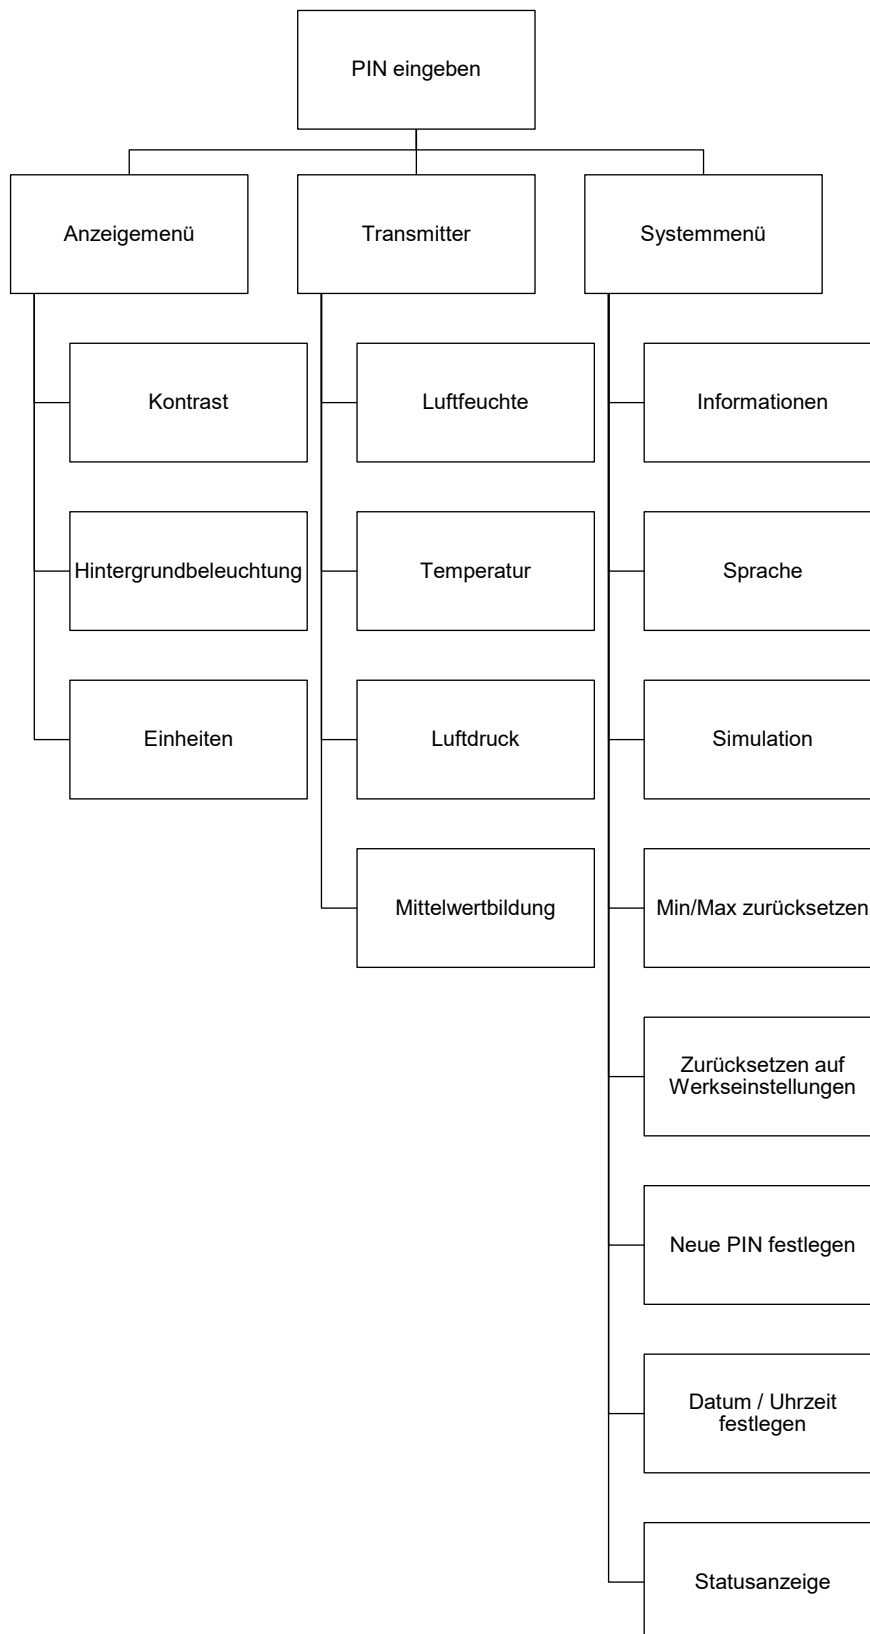 PIN eingeben
Anzeigemenü
Transmitter
Systemmenü
Kontrast
Luftfeuchte
Informationen
Hintergrundbeleuchtung
Temperatur
Sprache
Einheiten
Luftdruck
Simulation
Mittelwertbildung
Min/Max zurücksetzen
Zurücksetzen auf
Werkseinstellungen
Neue PIN festlegen
Datum / Uhrzeit
festlegen
Statusanzeige